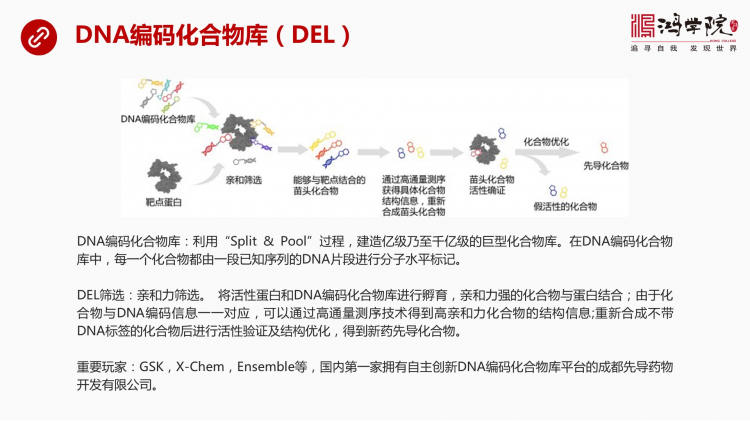 DNA编码化合物库（DEL）
鸿学院
HONG COLLEGE
追寻自我 发现世界
DNA编码化合物库
靶点蛋白
亲和筛选
能够与靶点结合的
苗头化合物
通过高通量测序
获得具体化合物
结构信息，重新
合成苗头化合物
苗头化合物
活性确证
化合物优化
先导化合物
假活性的化合物
DNA编码化合物库：利用“Split & Pool”过程，建造亿级乃至千亿级的巨型化合物库。在DNA编码化合物
库中，每一个化合物都由一段已知序列的DNA片段进行分子水平标记。
DEL筛选：亲和力筛选。 将活性蛋白和DNA编码化合物库进行孵育，亲和力强的化合物与蛋白结合；由于化
合物与DNA编码信息一一对应，可以通过高通量测序技术得到高亲和力化合物的结构信息;重新合成不带
DNA标签的化合物后进行活性验证及结构优化，得到新药先导化合物。
重要玩家：GSK，X-Chem，Ensemble等，国内第一家拥有自主创新DNA编码化合物库平台的成都先导药物
开发有限公司。